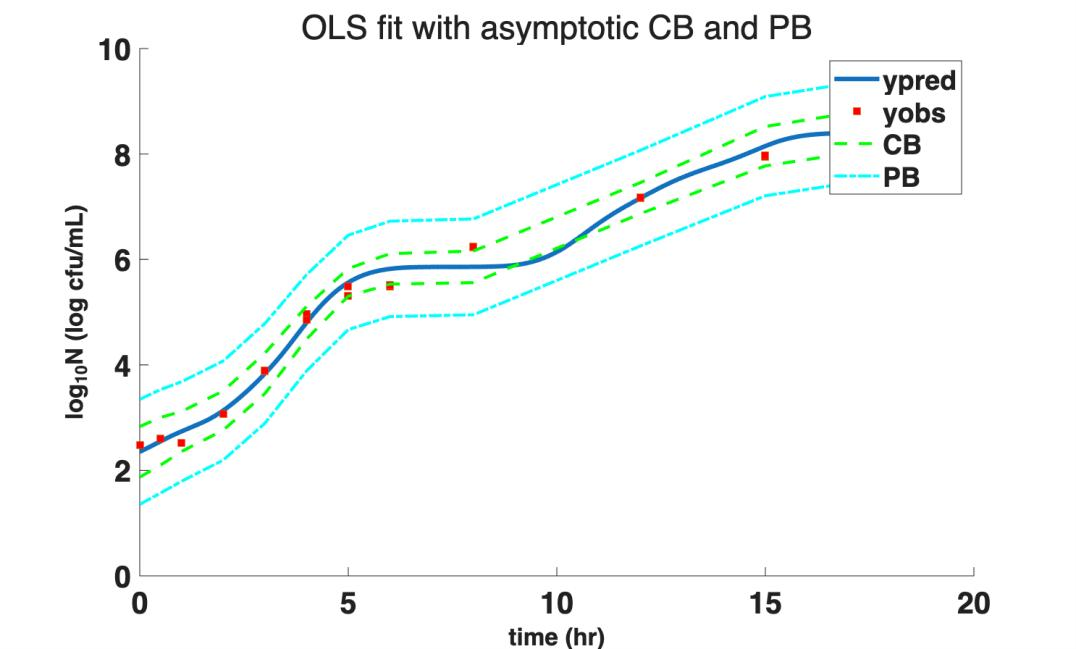 OLS fit with asymptotic CB and PB
10
8
6
4
2
0
log₁₀N (log cfu/mL)
ypred
yobs
CB
PB
0 5 10 15 20
time (hr)